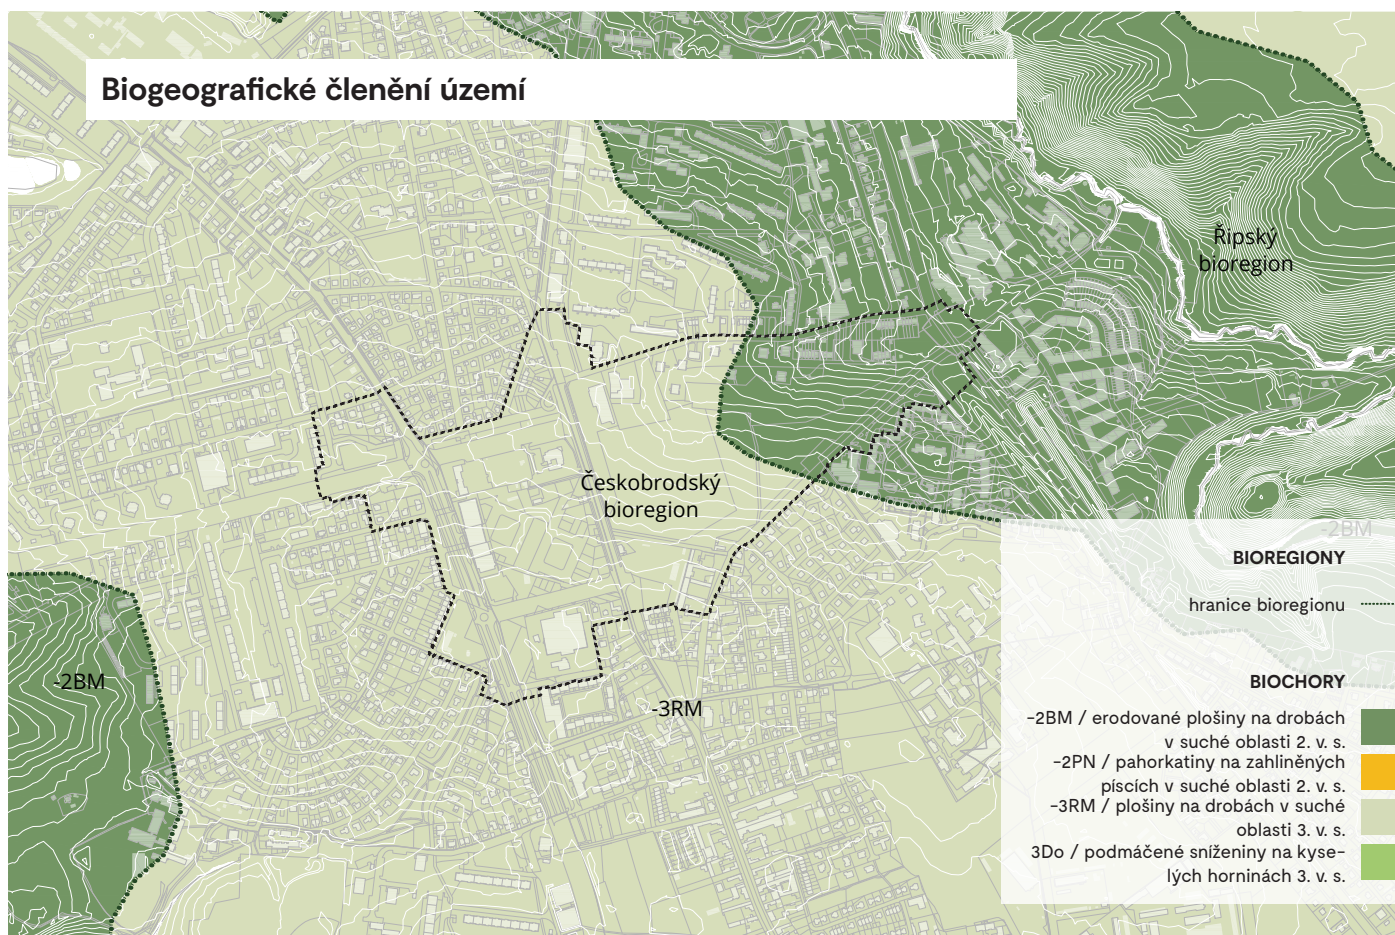 Biogeografické členění území
Řipský
bioregion
Českobrodský
bioregion
-2BM
BIOREGIONY
hranice bioregionu
-2BM
-3RM
BIOCHORY
-2BM / erodované plošiny na drobách
v suché oblasti 2. v. s.
-2PN / pahorkatiny na zahliněných
píscích v suché oblasti 2. v. s.
-3RM / plošiny na drobách v suché
oblasti 3. v. s.
3Do / podmáčené sníženiny na kyse-
lých horninách 3. v. s.